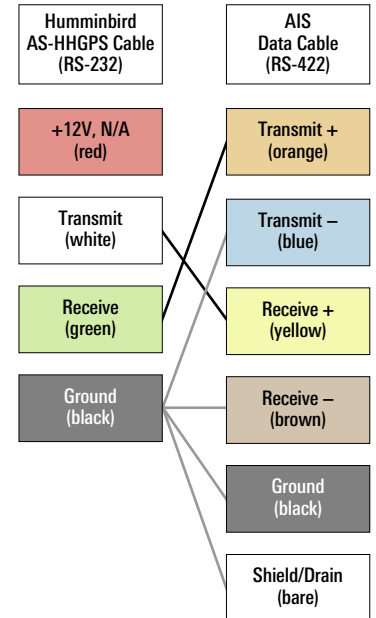 Humminbird
AS-HHGPS Cable
(RS-232)
+12V, N/A
(red)
Transmit
(white)
Receive
(green)
Ground
(black)
AIS
Data Cable
(RS-422)
Transmit +
(orange)
Transmit –
(blue)
Receive +
(yellow)
Receive –
(brown)
Ground
(black)
Shield/Drain
(bare)